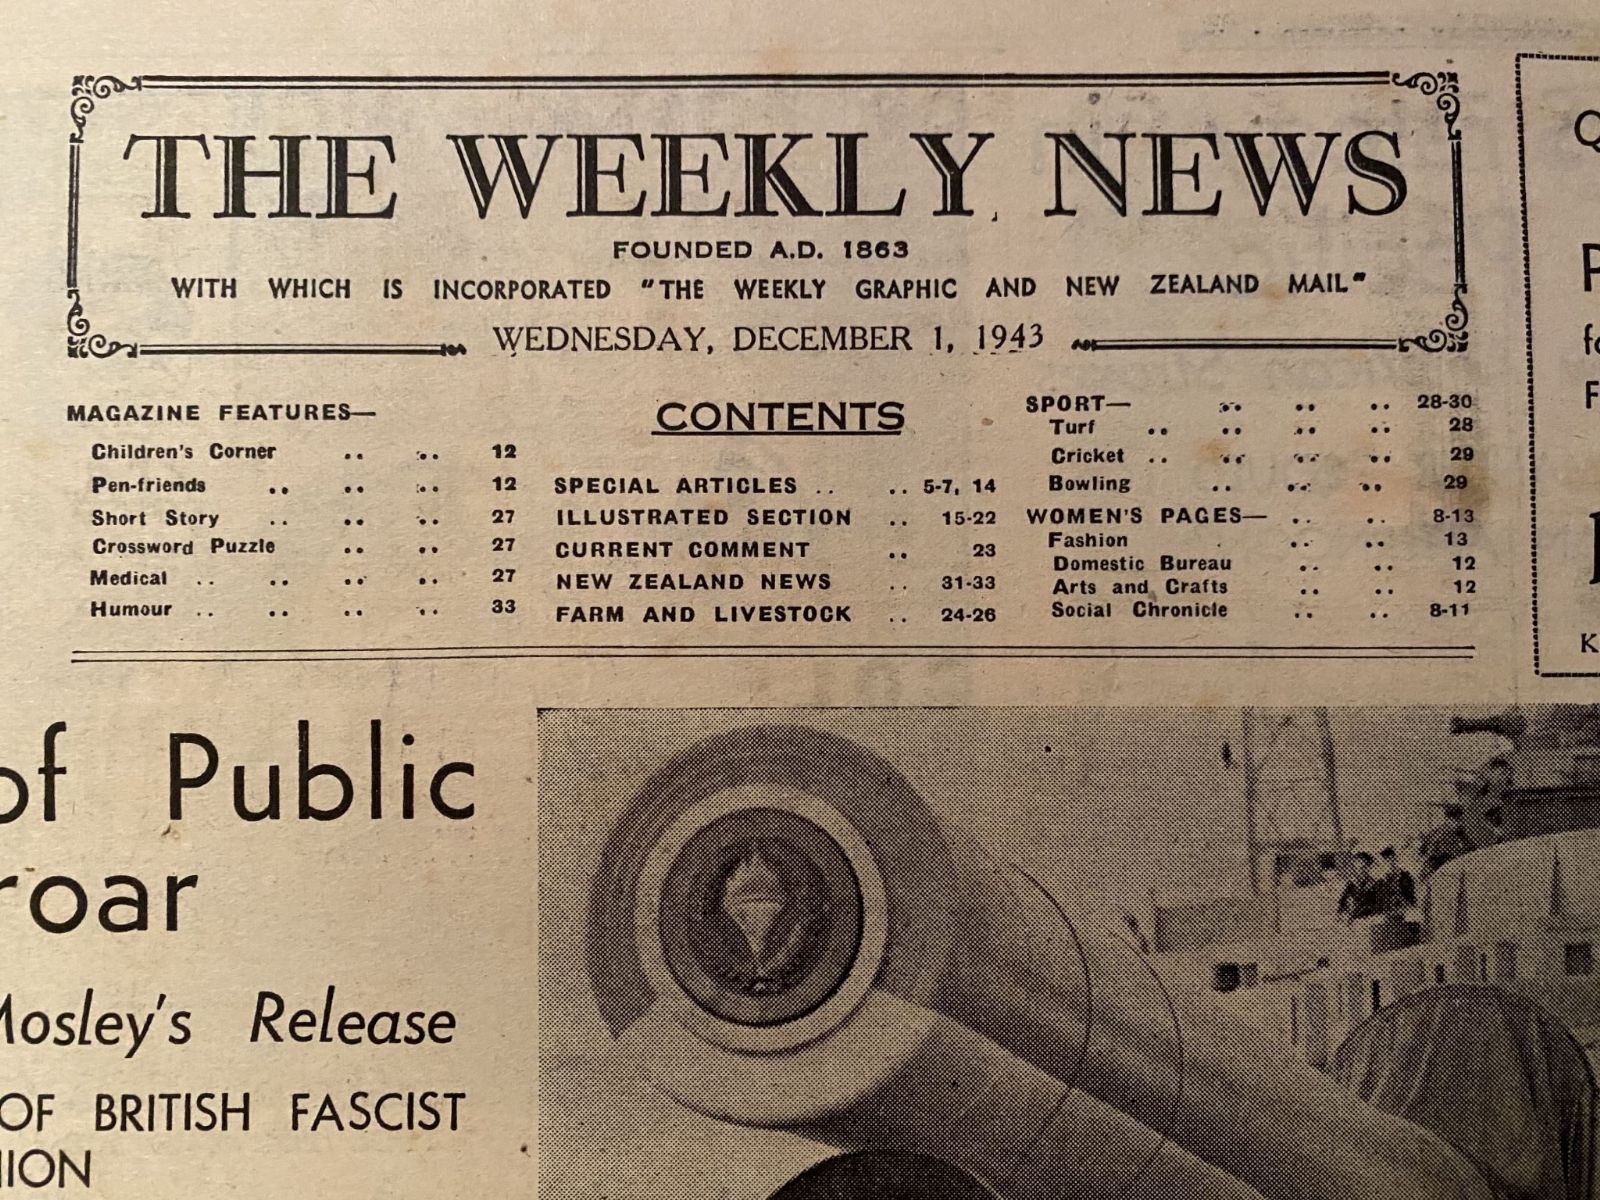 THE WEEKLY NEWS
FOUNDED A.D. 1863
WITH WHICH IS INCORPORATED "THE WEEKLY GRAPHIC AND NEW ZEALAND MAIL"
WEDNESDAY, DECEMBER 1, 1943
MAGAZINE FEATURES—
Children's Corner .. .. 12
Pen-friends .. .. .. 12
Short Story .. .. .. 27
Crossword Puzzle .. .. 27
Medical .. .. .. .. 27
Humour .. .. .. .. 33
CONTENTS
SPECIAL ARTICLES .. .. 5-7, 14
ILLUSTRATED SECTION .. 15-22
CURRENT COMMENT .. 23
NEW ZEALAND NEWS .. 31-33
FARM AND LIVESTOCK .. 24-26
SPORT— .. .. .. 28-30
Turf .. .. .. .. 28
Cricket .. .. .. .. 29
Bowling .. .. .. 29
WOMEN'S PAGES— .. .. 8-13
Fashion .. .. 13
Domestic Bureau .. .. 12
Arts and Crafts .. .. 12
Social Chronicle .. .. 8-11
of Public
roar
Mosley's Release
OF BRITISH FASCIST
NION
Q
P
fo
F
K